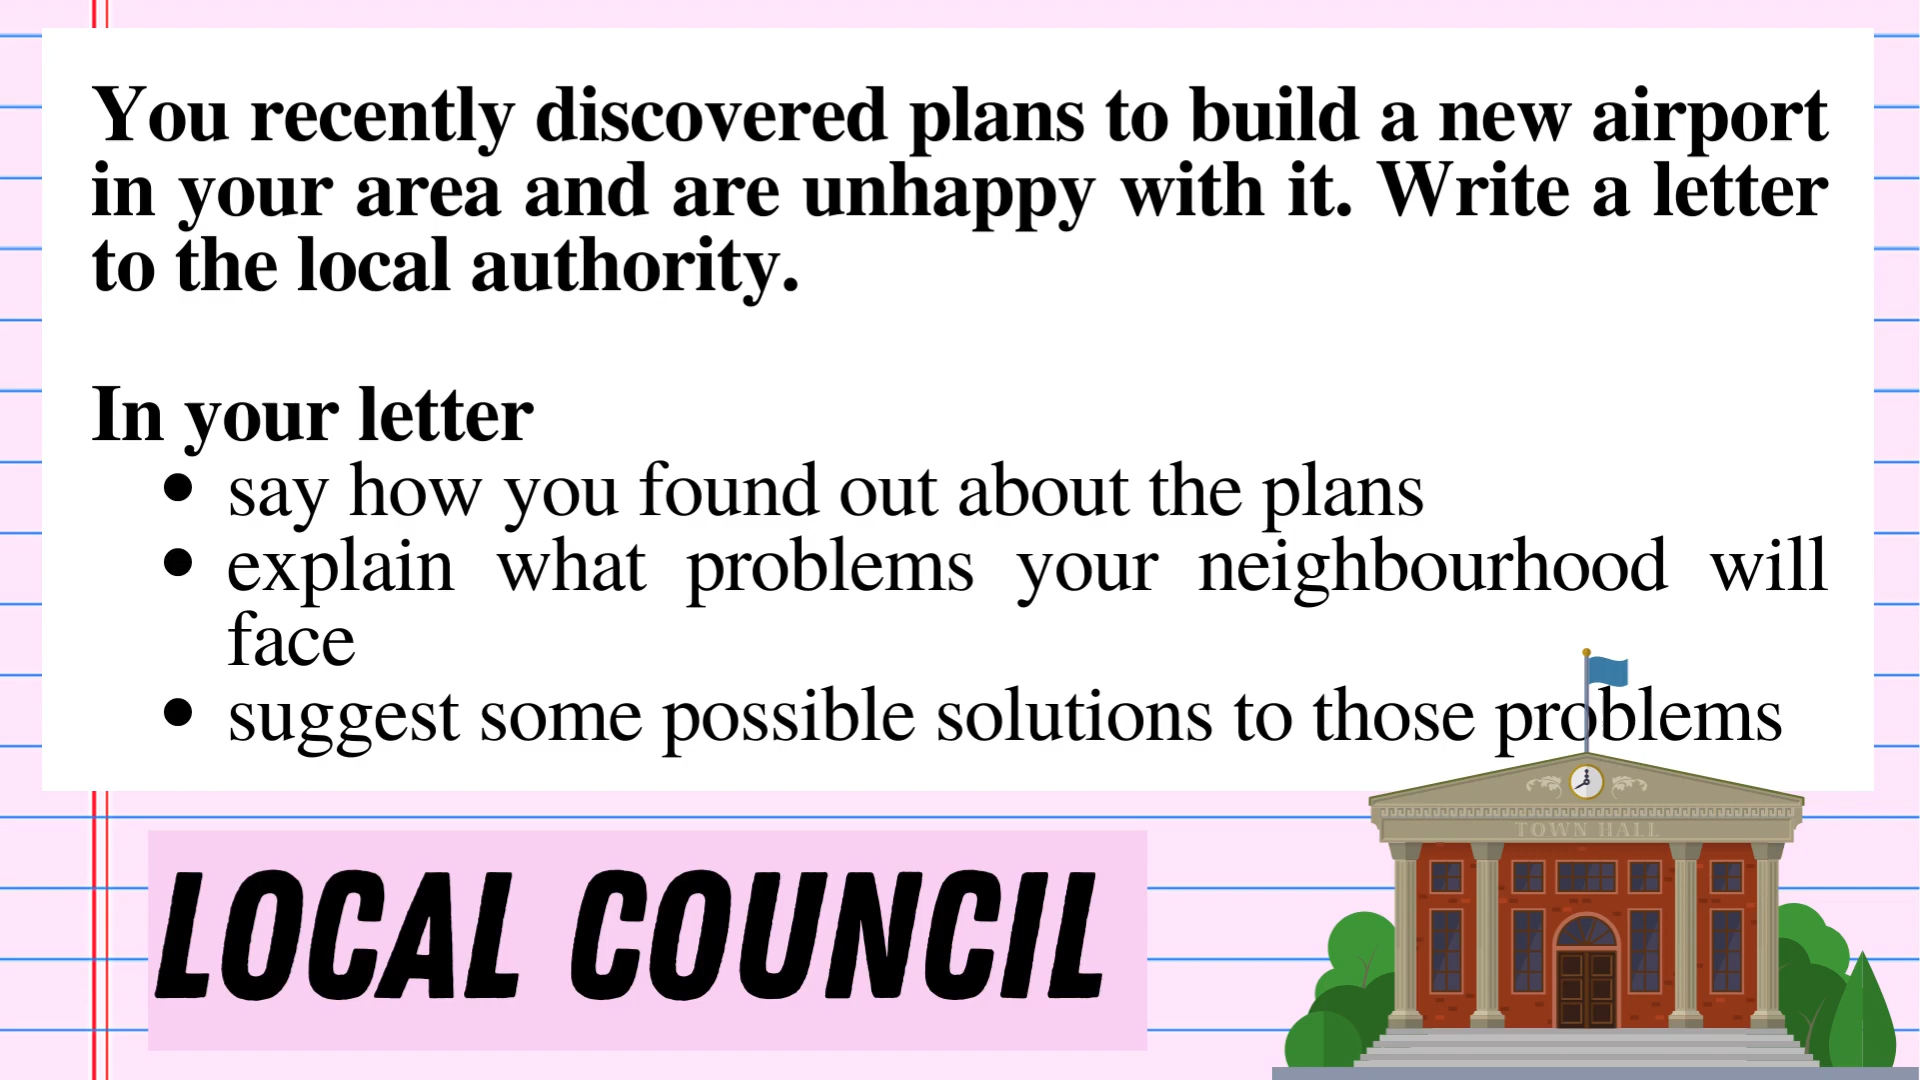 You recently discovered plans to build a new airport
in your area and are unhappy with it. Write a letter
to the local authority.
In your letter
• say how you found out about the plans
• explain what problems your neighbourhood will
face
• suggest some possible solutions to those problems
TOWN HALL
LOCAL COUNCIL